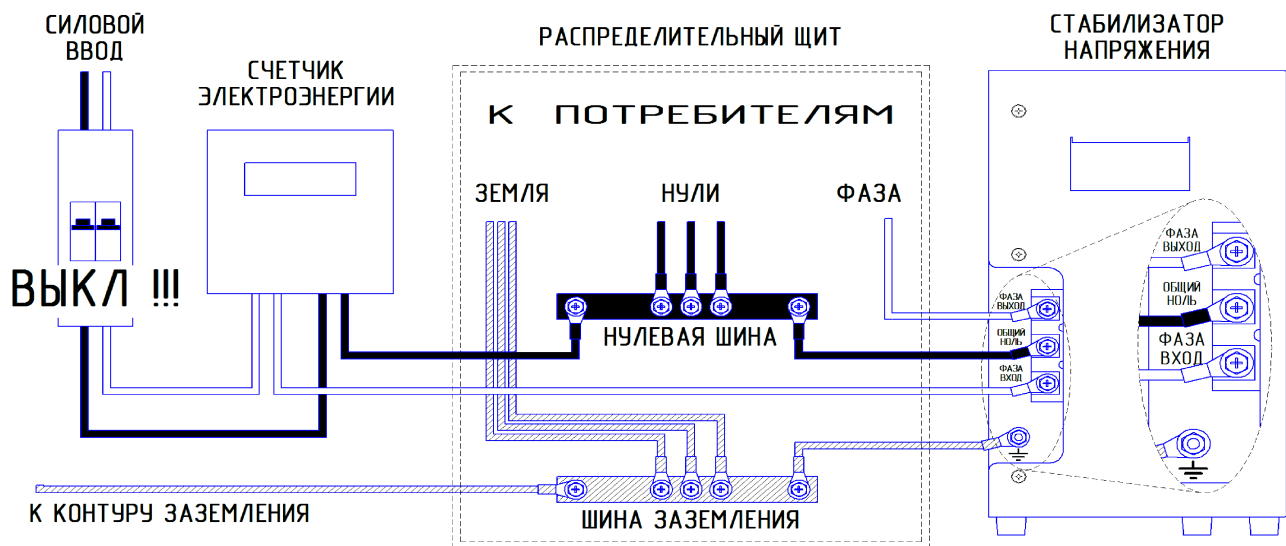 СИЛОВОЙ
ВВОД
СЧЕТЧИК
ЭЛЕКТРОЭНЕРГИИ
РАСПРЕДЕЛИТЕЛЬНЫЙ ЩИТ
СТАБИЛИЗАТОР
НАПРЯЖЕНИЯ
К ПОТРЕБИТЕЛЯМ
ЗЕМЛЯ
НУЛИ
ФАЗА
ВЫКЛ !!!
НУЛЕВАЯ ШИНА
ФАЗА
ВЫХОД
ОБЩИЙ
НОЛЬ
ФАЗА
ВХОД
ФАЗА
ВЫХОД
ОБЩИЙ
НОЛЬ
ФАЗА
ВХОД
К КОНТУРУ ЗАЗЕМЛЕНИЯ
ШИНА ЗАЗЕМЛЕНИЯ